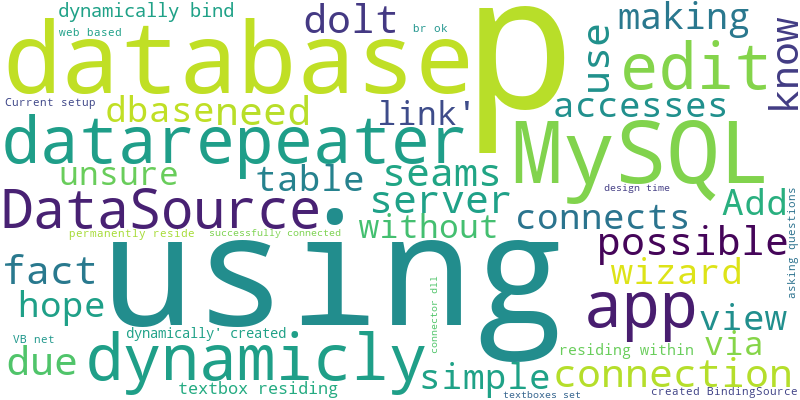 dynamically bind
web based
dolt
br ok
making
database
p
use
edit
know
Current setup
dbase
need
link'
accesses
datarepeater
MySQL
unsure
table
seams
design time
DataSource
server
connects
Add
asking questions
permanently reside
successfully connected
without
possible
using
fact
wizard
hope
connector dll
app
view
VB net
dynamically' created
due
dynamicly
residing within
via
textbox residing
simple
connection
textboxes set
created BindingSource